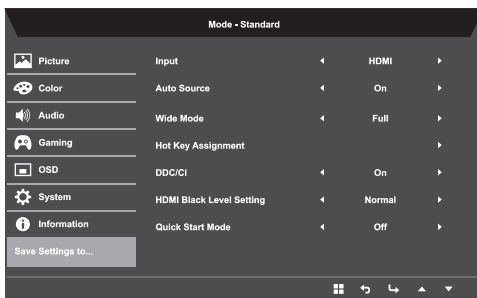 Mode - Standard
Picture
Input HDMI
Color
Auto Source On
Audio
Wide Mode Full
Gaming
Hot Key Assignment
OSD
DDC/CI On
System
HDMI Black Level Setting Normal
Information
Quick Start Mode Off
Save Settings to...